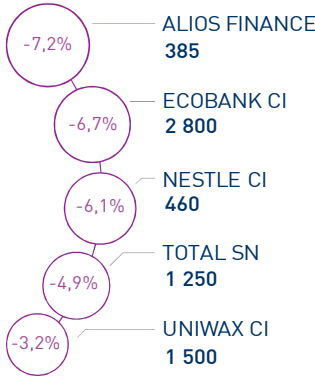 -7,2%
ALIOS FINANCE
385
-6,7%
ECOBANK CI
2 800
-6,1%
NESTLE CI
460
-4,9%
TOTAL SN
1 250
-3,2%
UNIWAX CI
1 500